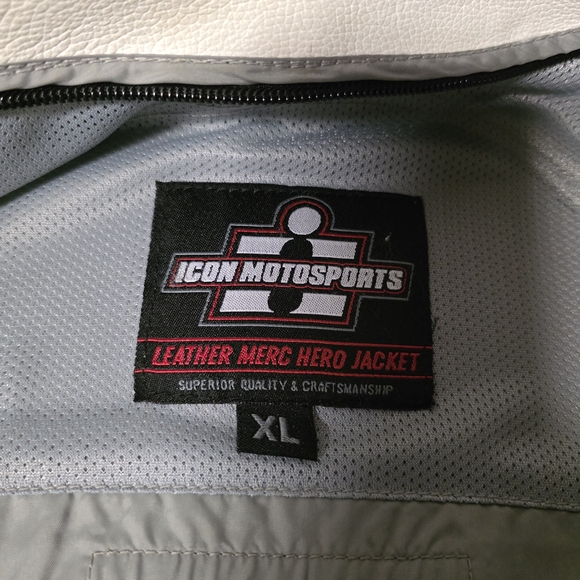 ICON MOTOSPORTS
LEATHER MERC HERO JACKET
SUPERIOR QUALITY & CRAFTSMANSHIP
XL